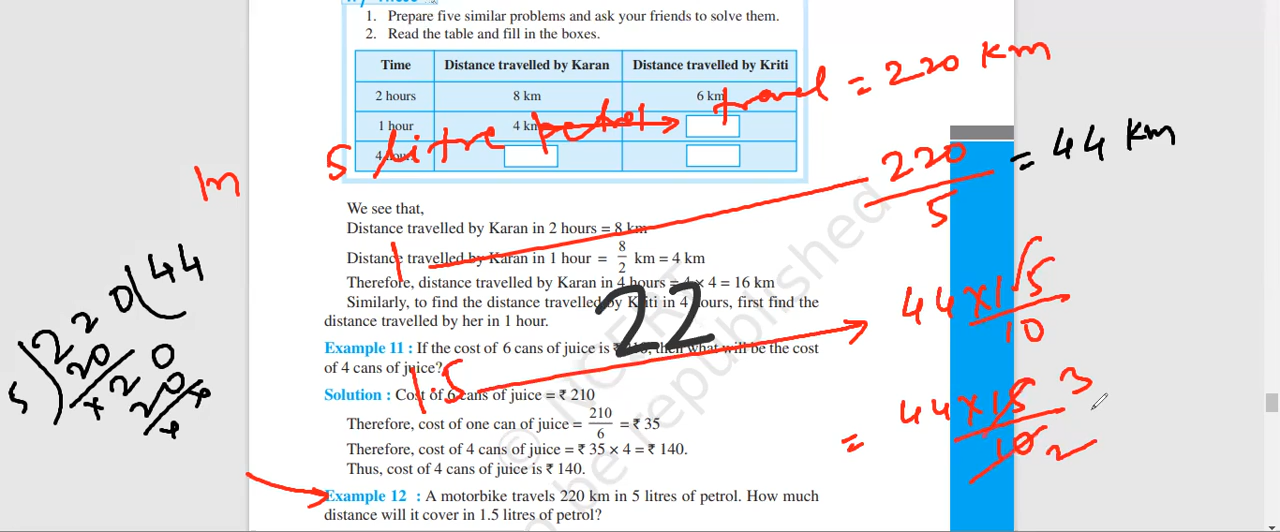 1. Prepare five similar problems and ask your friends to solve them.
2. Read the table and fill in the boxes.
Time Distance travelled by Karan Distance travelled by Kriti
2 hours 8 km 6 km
1 hour 4 km
4 hours
We see that,
Distance travelled by Karan in 2 hours = 8 km
Distance travelled by Karan in 1 hour = 8/2 km = 4 km
Therefore, distance travelled by Karan in 4 hours = 4 × 4 = 16 km
Similarly, to find the distance travelled by Kriti in 4 hours, first find the
distance travelled by her in 1 hour.
Example 11 : If the cost of 6 cans of juice is ₹ 210, then what will be the cost
of 4 cans of juice?
Solution : Cost of 6 cans of juice = ₹ 210
Therefore, cost of one can of juice = 210/6 = ₹ 35
Therefore, cost of 4 cans of juice = ₹ 35 × 4 = ₹ 140.
Thus, cost of 4 cans of juice is ₹ 140.
Example 12 : A motorbike travels 220 km in 5 litres of petrol. How much
distance will it cover in 1.5 litres of petrol?
In 5 litre petrol → travel = 220 km
1 220/5 = 44 km
1.5 → 44 × 15/10
= 44 × 15/10 3 2
22
5)220(44
20
20
20